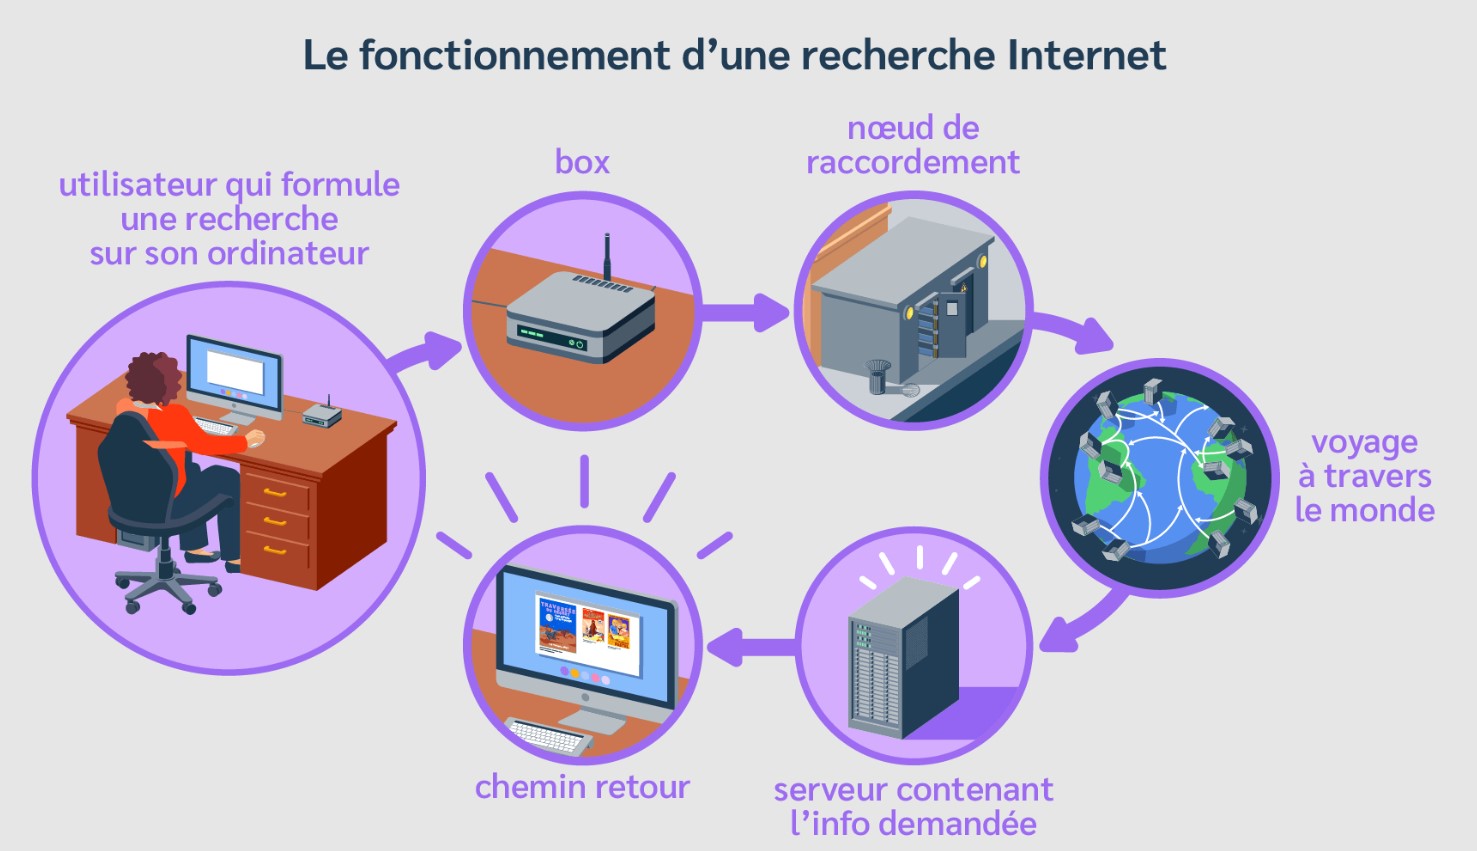 Le fonctionnement d’une recherche Internet
utilisateur qui formule
une recherche
sur son ordinateur
box
nœud de
raccordement
voyage
à travers
le monde
serveur contenant
l’info demandée
chemin retour